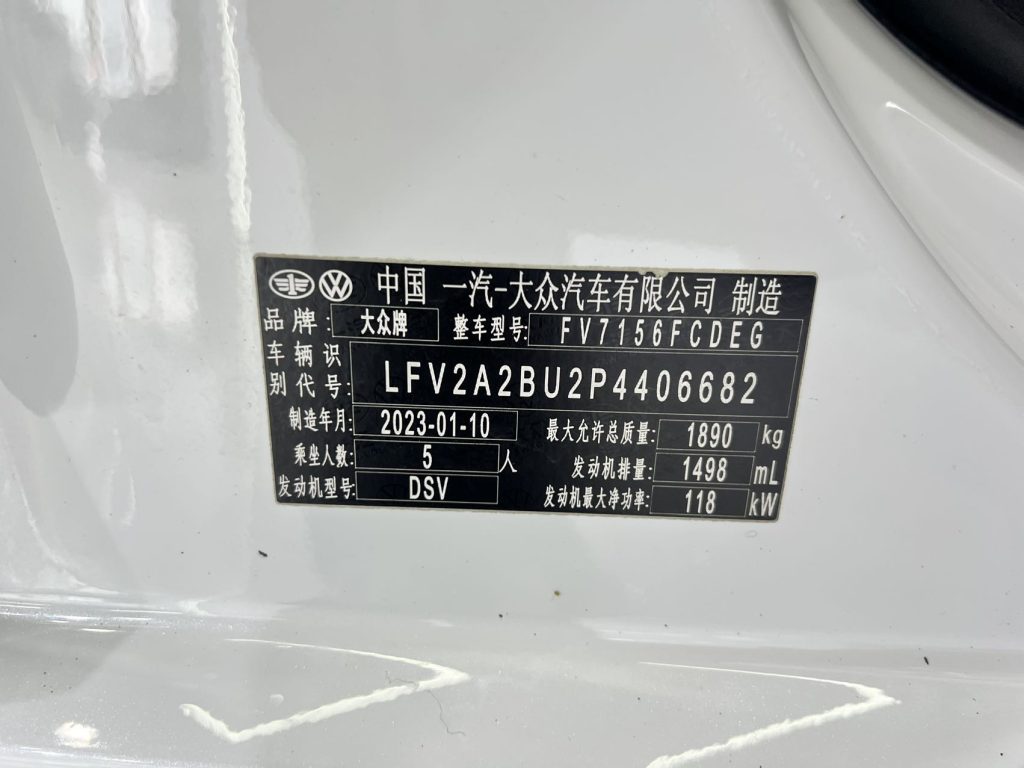 中国 一汽-大众汽车有限公司 制造
品牌: 大众牌 整车型号: FV7156FCDEG
车辆识别代号: LFV2A2BU2P4406682
制造年月: 2023-01-10 最大允许总质量: 1890 kg
乘坐人数: 5 人 发动机排量: 1498 mL
发动机型号: DSV 发动机最大净功率: 118 kW